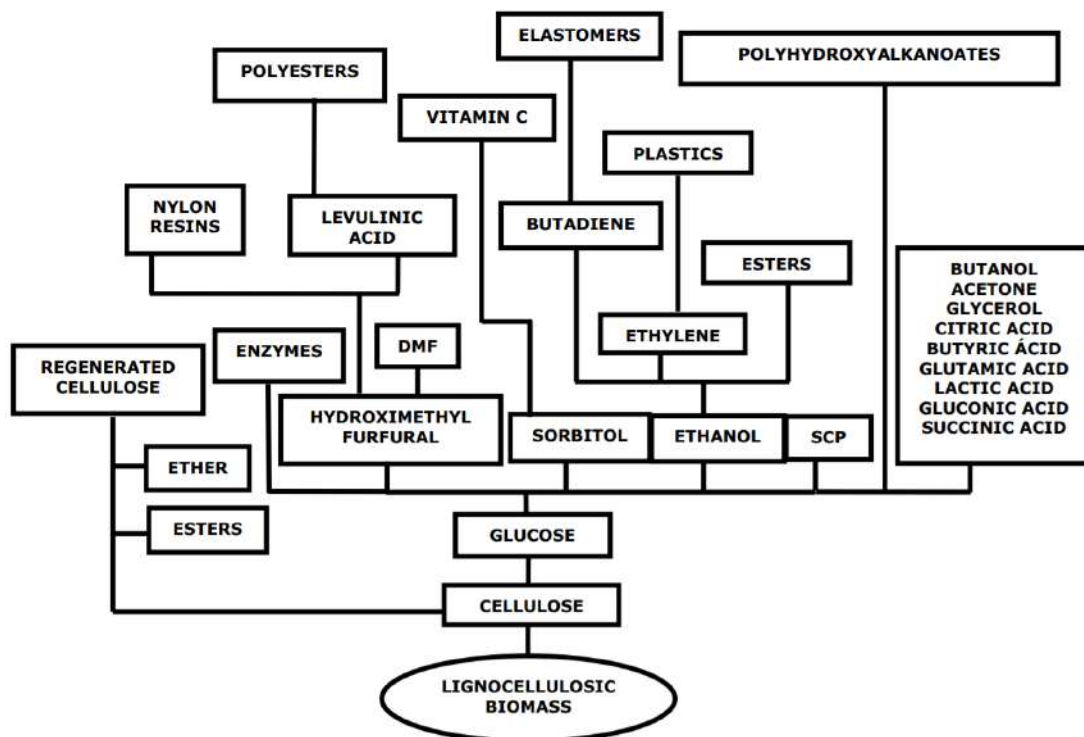 ELASTOMERS
POLYHYDROXYALKANOATES
POLYESTERS
VITAMIN C
PLASTICS
NYLON
RESINS
LEVULINIC
ACID
BUTADIENE
ESTERS
BUTANOL
ACETONE
GLYCEROL
CITRIC ACID
BUTYRIC ÁCID
GLUTAMIC ACID
LACTIC ACID
GLUCONIC ACID
SUCCINIC ACID
ETHYLENE
DMF
ENZYMES
REGENERATED
CELLULOSE
HYDROXIMETHYL
FURFURAL
SORBITOL
ETHANOL
SCP
ETHER
ESTERS
GLUCOSE
CELLULOSE
LIGNOCELLULOSIC
BIOMASS